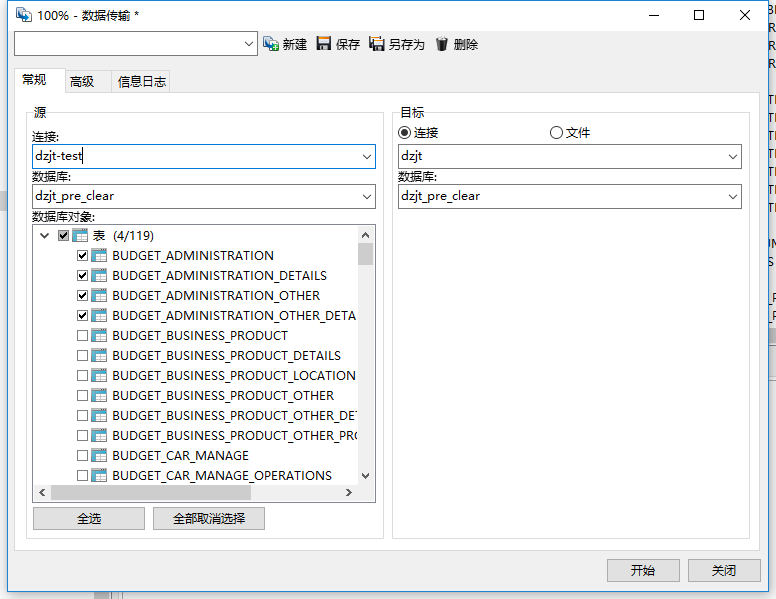 100% - 数据传输 *
新建 保存 另存为 删除
常规 高级 信息日志
源
连接:
dzjt-test
数据库:
dzjt_pre_clear
数据库对象:
表 (4/119)
BUDGET_ADMINISTRATION
BUDGET_ADMINISTRATION_DETAILS
BUDGET_ADMINISTRATION_OTHER
BUDGET_ADMINISTRATION_OTHER_DETA
BUDGET_BUSINESS_PRODUCT
BUDGET_BUSINESS_PRODUCT_DETAILS
BUDGET_BUSINESS_PRODUCT_LOCATION
BUDGET_BUSINESS_PRODUCT_OTHER
BUDGET_BUSINESS_PRODUCT_OTHER_DE
BUDGET_BUSINESS_PRODUCT_OTHER_PR
BUDGET_CAR_MANAGE
BUDGET_CAR_MANAGE_OPERATIONS
全选 全部取消选择
目标
连接 文件
dzjt
数据库:
dzjt_pre_clear
开始 关闭